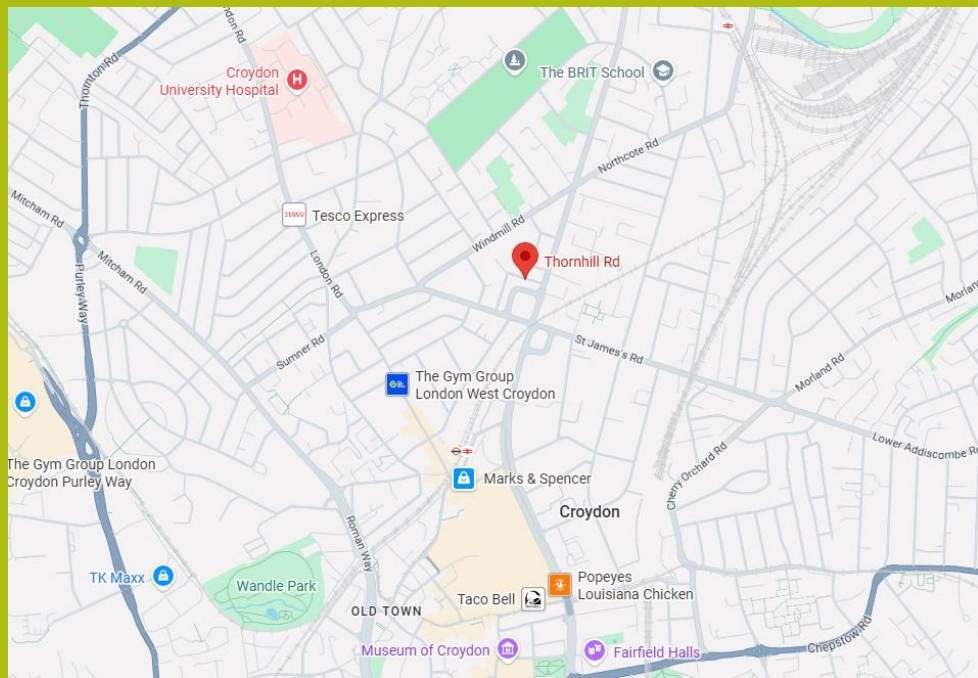 Thornton Rd
London Rd
Croydon
University Hospital
H
The BRIT School
Northcote Rd
Mitcham Rd
Tesco Express
Windmill Rd
Thornhill Rd
Mitcham Rd
London Rd
Purley Way
Morland
Sumner Rd
St James's Rd
Morland Rd
The Gym Group
London West Croydon
Lower Addiscombe Rd
The Gym Group London
Croydon Purley Way
Marks & Spencer
Cherry Orchard Rd
Croydon
Roman Way
TK Maxx
Wandle Park
Popeyes
Louisiana Chicken
Taco Bell
OLD TOWN
Chepstow Rd
Museum of Croydon
Fairfield Halls